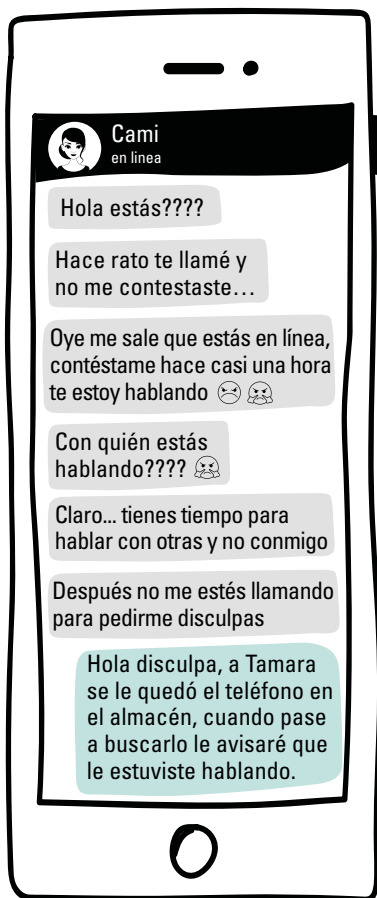 Cami
en linea
Hola estás????
Hace rato te llamé y
no me contestaste...
Oye me sale que estás en línea,
contéstame hace casi una hora
te estoy hablando
Con quién estás
hablando????
Claro... tienes tiempo para
hablar con otras y no conmigo
Después no me estés llamando
para pedirme disculpas
Hola disculpa, a Tamara
se le quedó el teléfono en
el almacén, cuando pase
a buscarlo le avisaré que
le estuviste hablando.